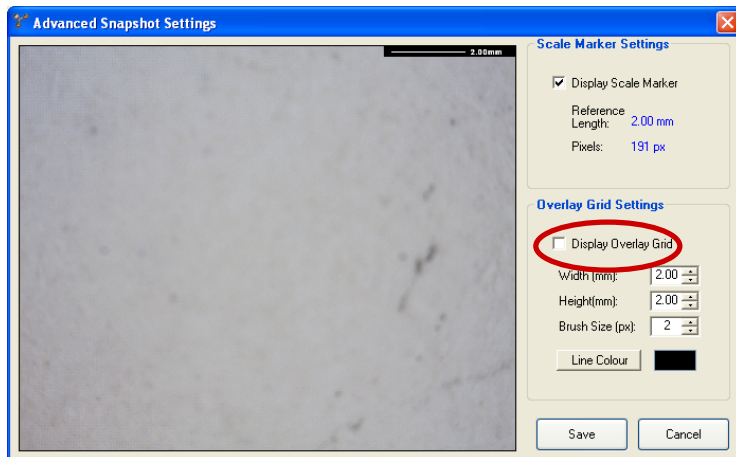 Advanced Snapshot Settings
2.00mm
Scale Marker Settings
Display Scale Marker
Reference
Length: 2.00 mm
Pixels: 191 px
Overlay Grid Settings
Display Overlay Grid
Width (mm): 2.00
Height(mm): 2.00
Brush Size (px): 2
Line Colour
Save Cancel